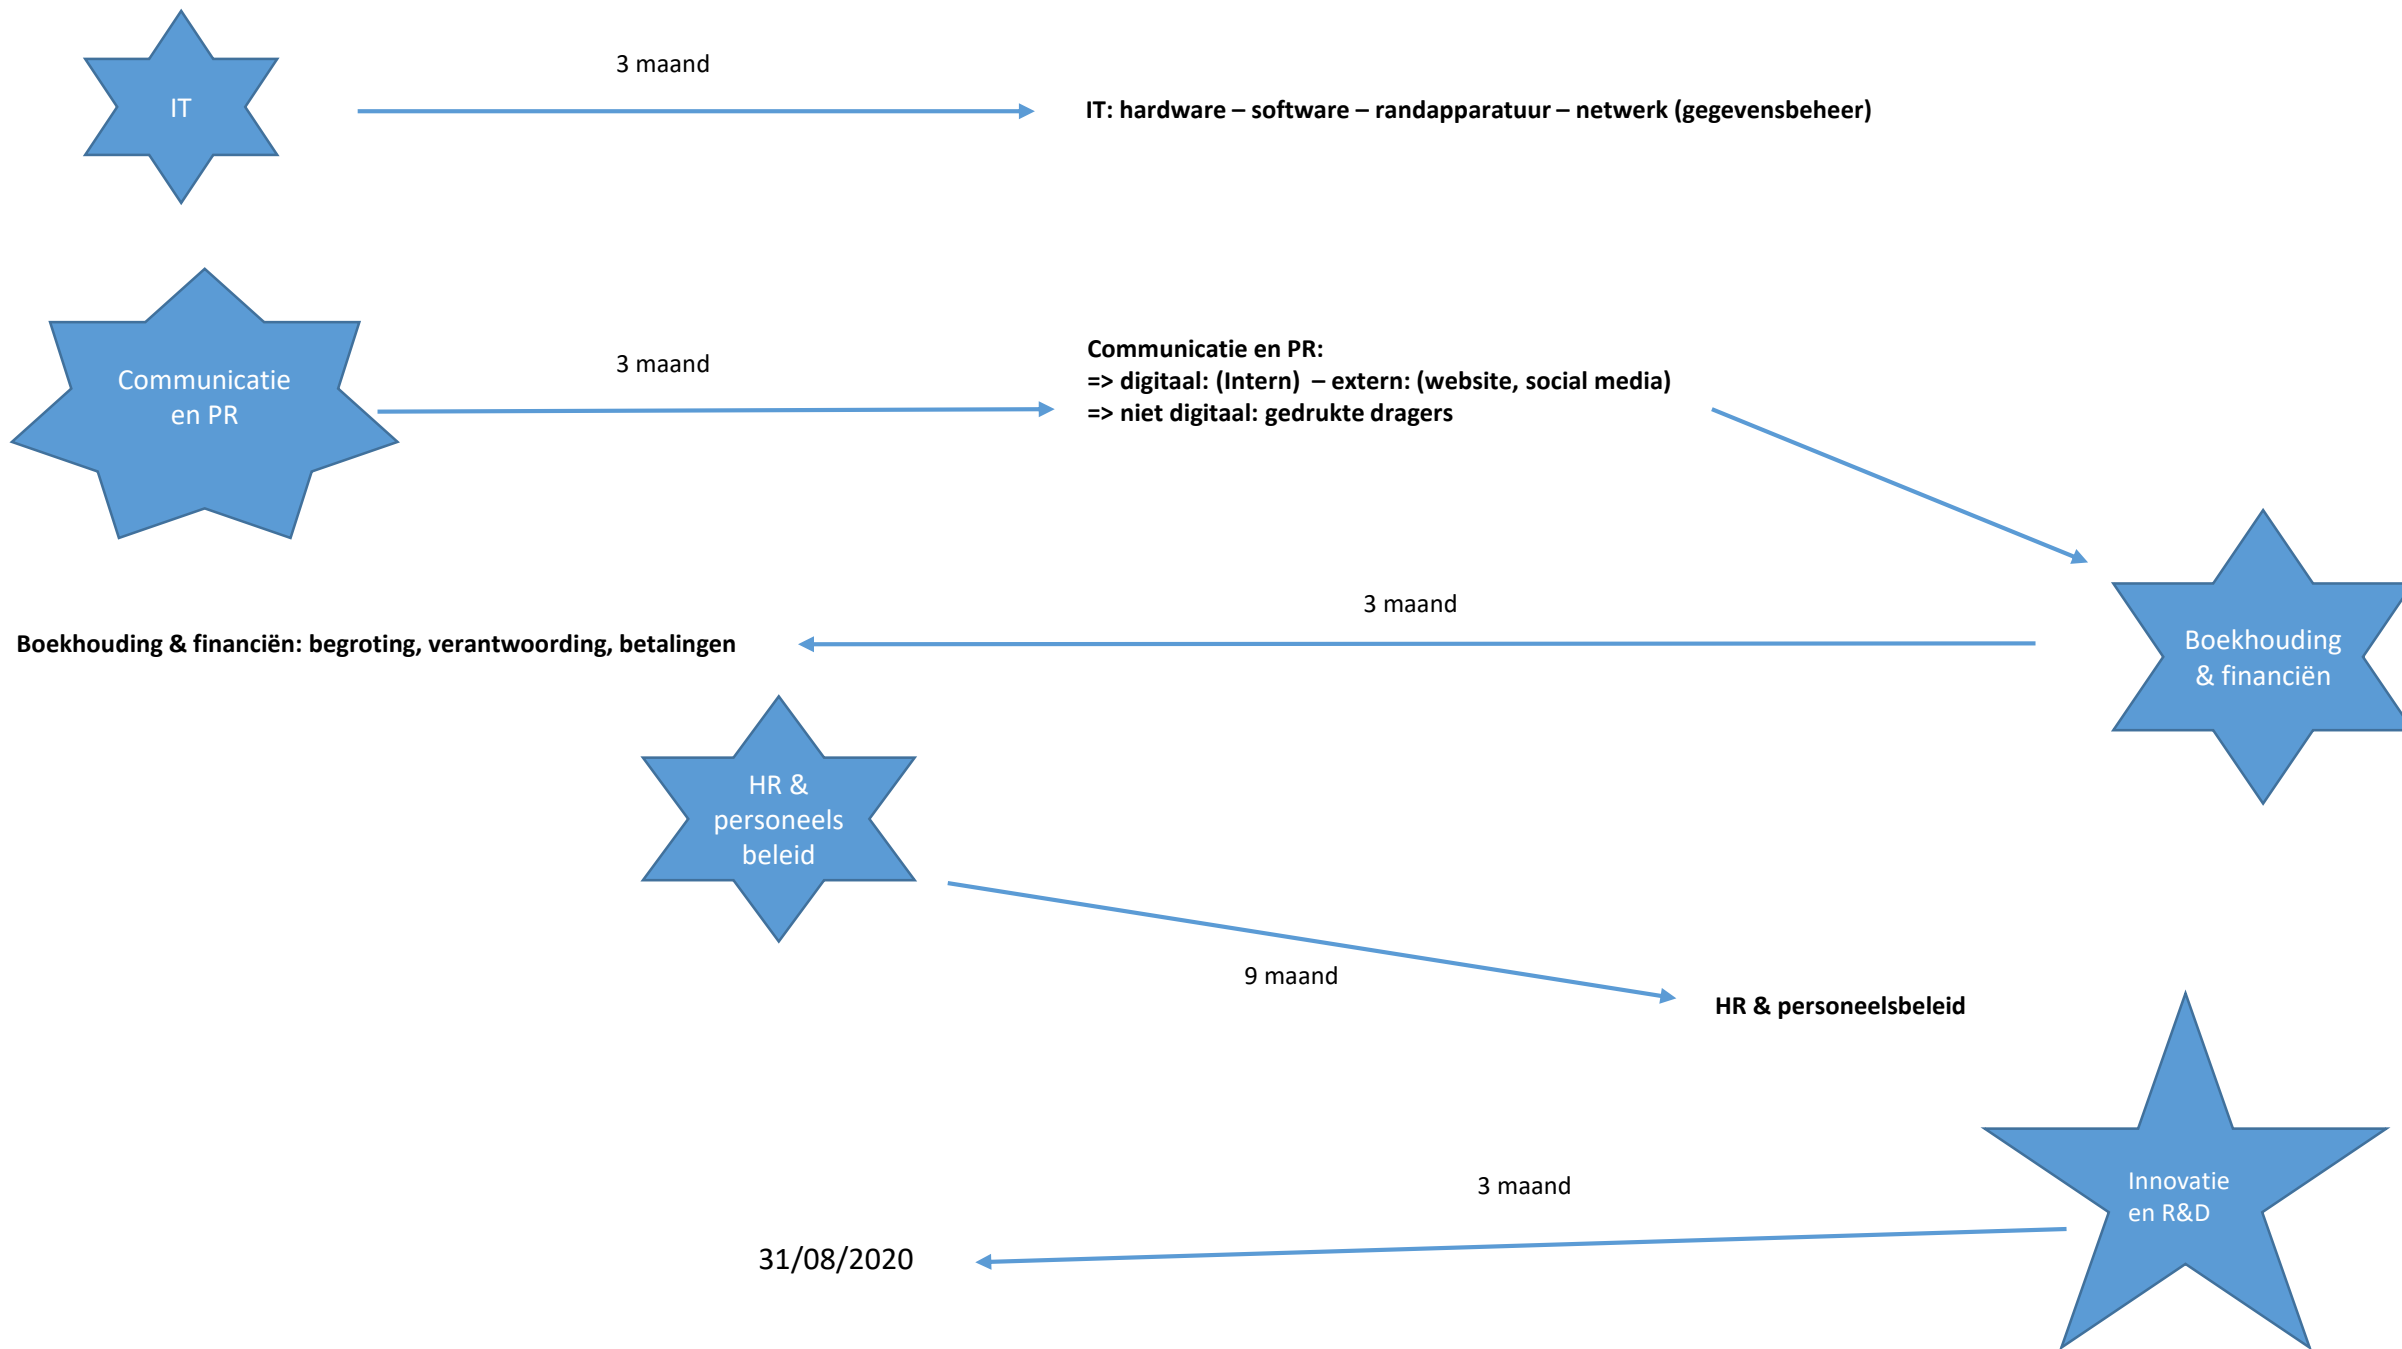 IT
3 maand
IT: hardware – software – randapparatuur – netwerk (gegevensbeheer)
Communicatie
en PR
3 maand
Communicatie en PR:
=> digitaal: (Intern) – extern: (website, social media)
=> niet digitaal: gedrukte dragers
3 maand
Boekhouding & financiën: begroting, verantwoording, betalingen
Boekhouding
& financiën
HR &
personeels
beleid
9 maand
HR & personeelsbeleid
Innovatie
en R&D
3 maand
31/08/2020